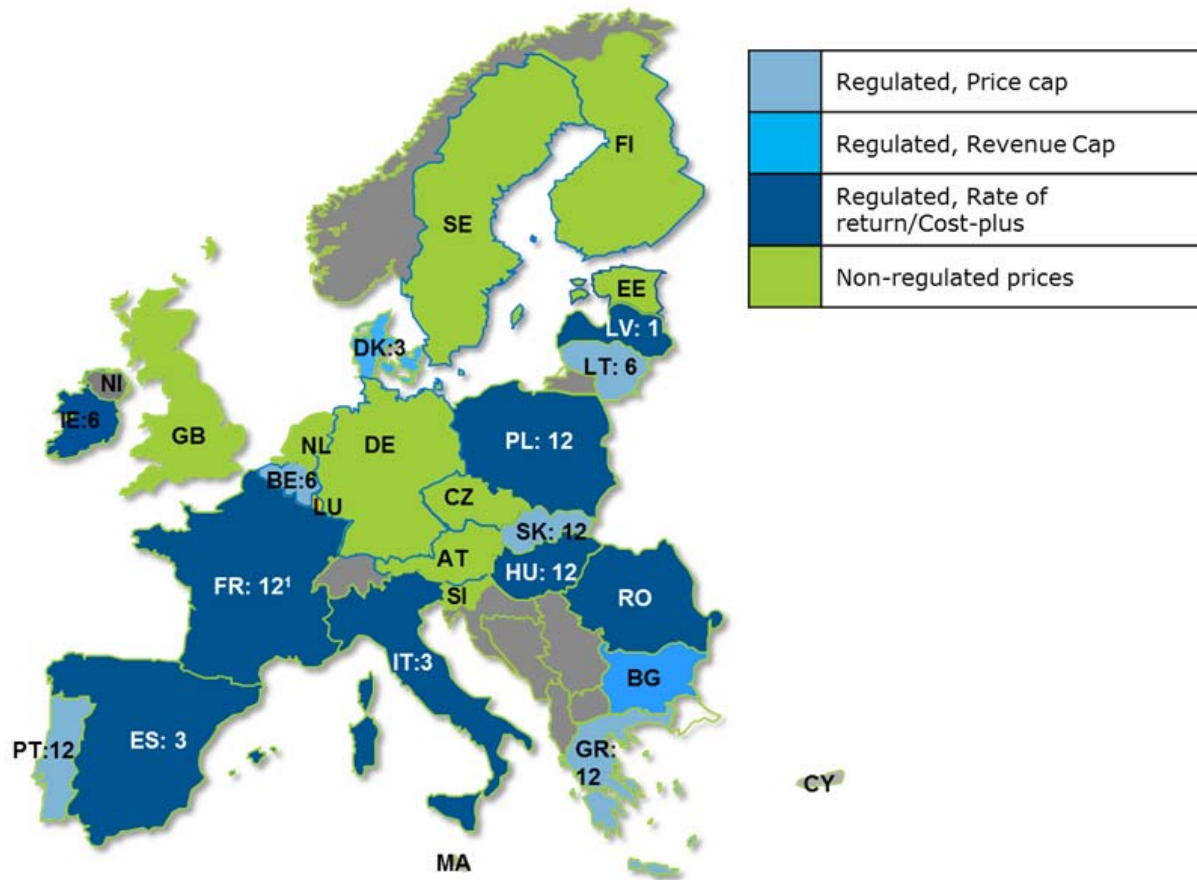 Regulated, Price cap
Regulated, Revenue Cap
Regulated, Rate of
return/Cost-plus
Non-regulated prices
FI
SE
EE
LV: 1
DK:3
LT: 6
NI
IE:6
GB
NL
DE
PL: 12
BE:6
LU
CZ
SK: 12
AT
HU: 12
FR: 12¹
SI
RO
IT:3
BG
ES: 3
PT:12
GR:
12
CY
MA